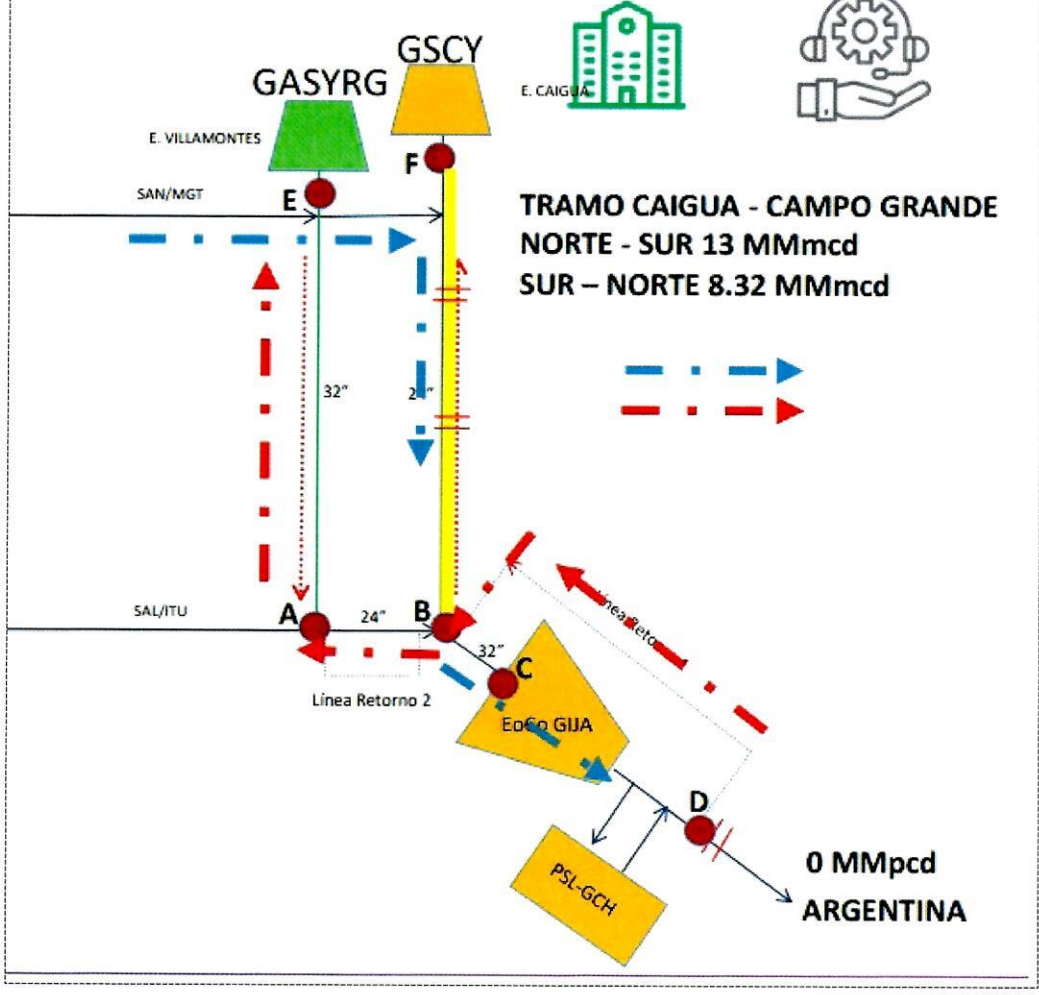 GSCY
GASYRG
E. CAIGUA
E. VILLAMONTES
F
SAN/MGT
E
TRAMO CAIGUA - CAMPO GRANDE
NORTE - SUR 13 MMmcd
SUR – NORTE 8.32 MMmcd
32"
SAL/ITU
A
24"
B
32"
C
Línea Retorno 2
EoCo GIJA
D
PSL-GCH
0 MMpcd
ARGENTINA